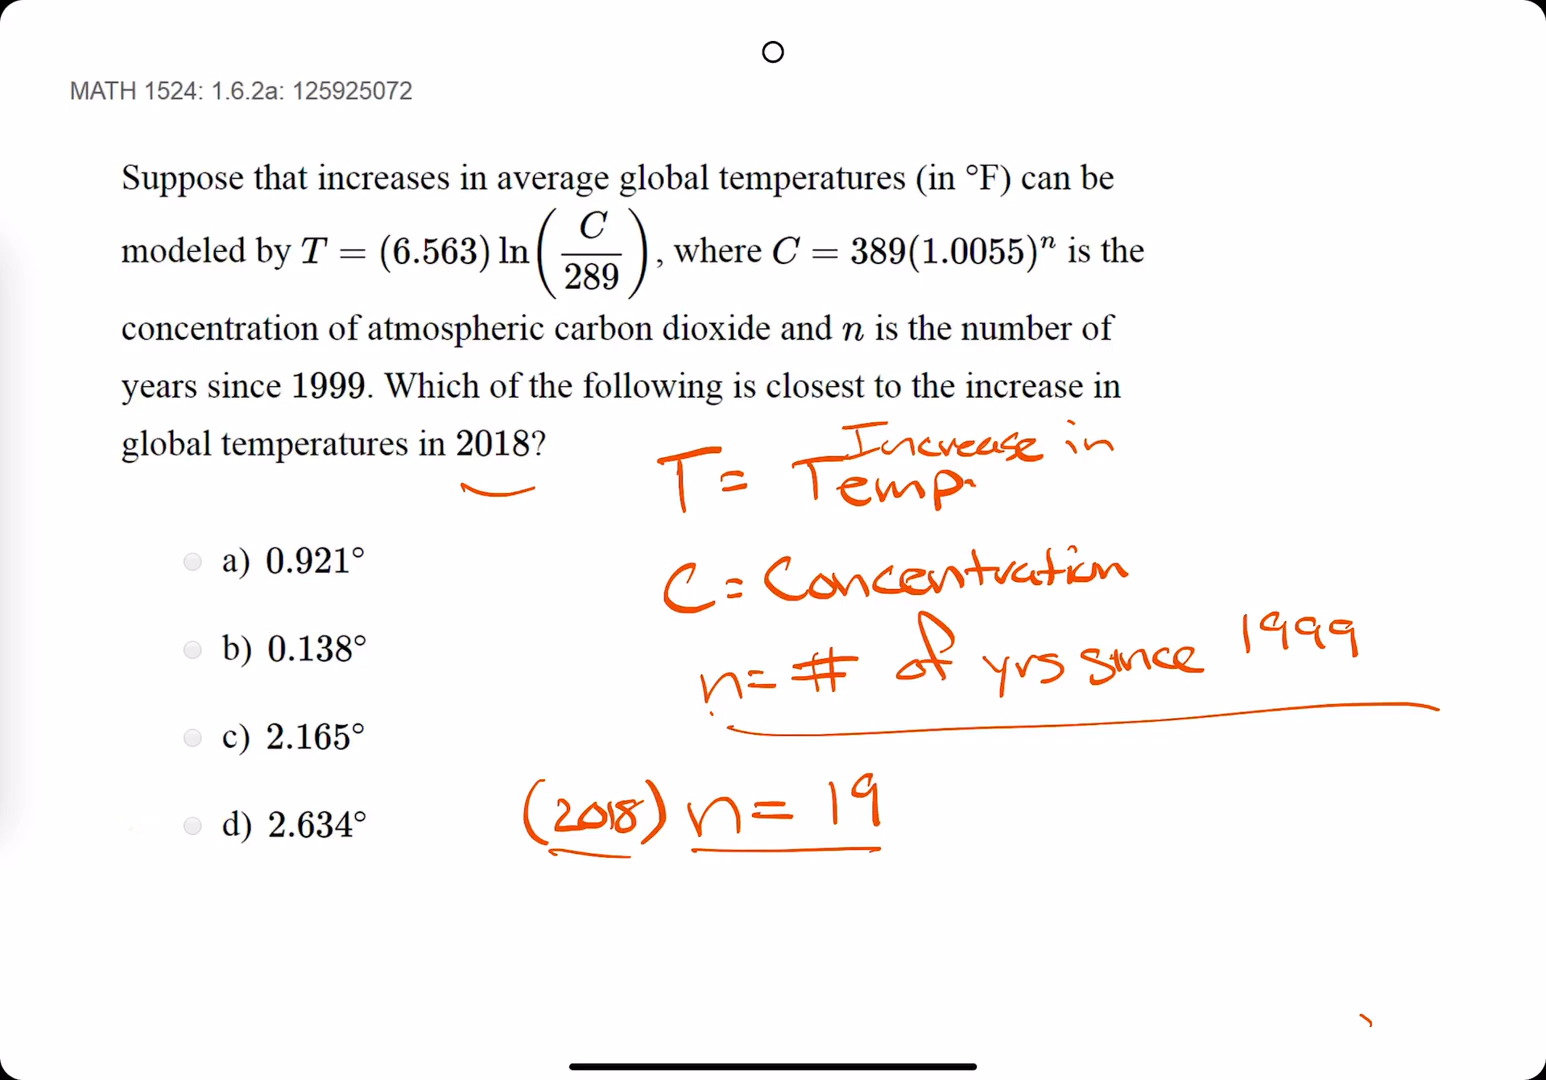 MATH 1524: 1.6.2a: 125925072
Suppose that increases in average global temperatures (in °F) can be
modeled by T = (6.563) ln(C/289), where C = 389(1.0055)^n is the
concentration of atmospheric carbon dioxide and n is the number of
years since 1999. Which of the following is closest to the increase in
global temperatures in 2018?
T = Increase in Temp.
a) 0.921°
C = Concentration
b) 0.138°
n = # of yrs since 1999
c) 2.165°
d) 2.634°
(2018) n = 19